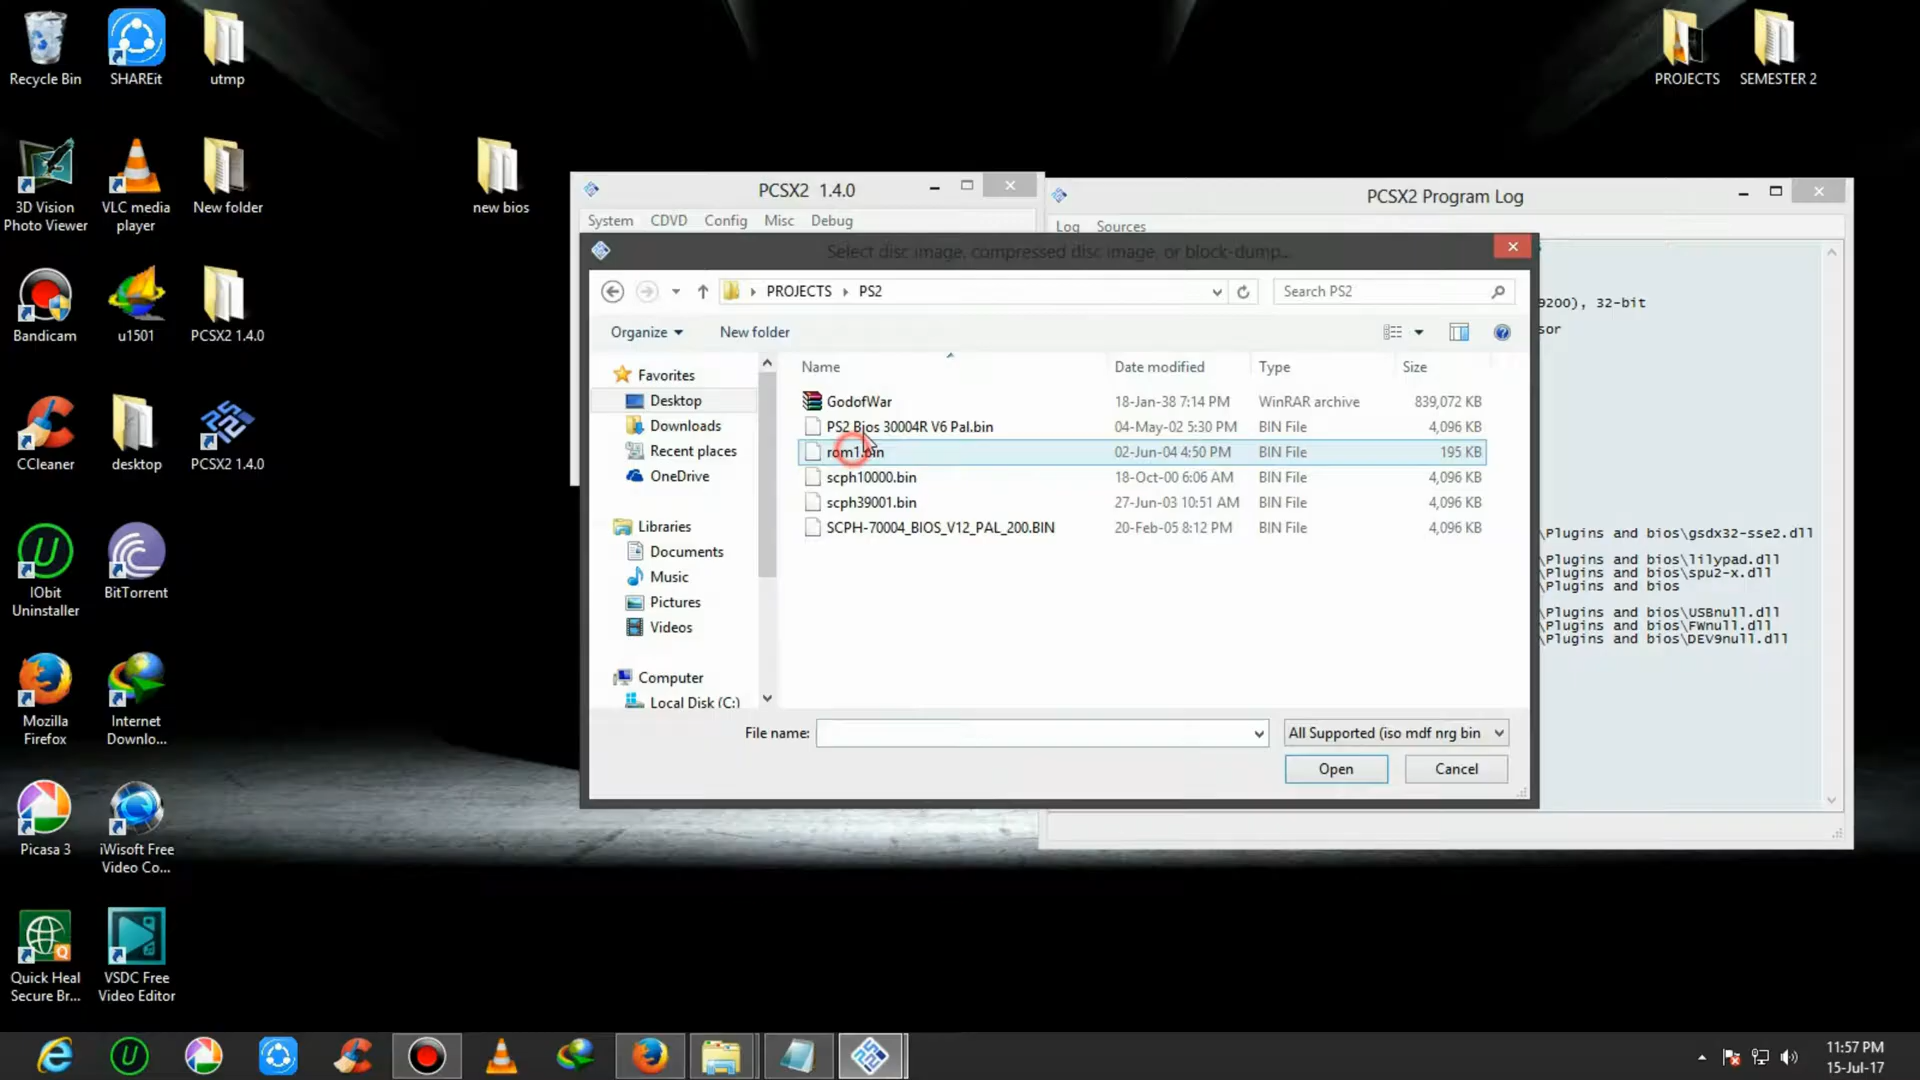 Recycle Bin
SHAREit
utmp
PROJECTS
SEMESTER 2
3D Vision
Photo Viewer
VLC media
player
New folder
new bios
Bandicam
u1501
PCSX2 1.4.0
CCleaner
desktop
PCSX2 1.4.0
IObit
Uninstaller
BitTorrent
Mozilla
Firefox
Internet
Downlo...
Picasa 3
iWisoft Free
Video Co...
Quick Heal
Secure Br...
VSDC Free
Video Editor
PCSX2 1.4.0
System CDVD Config Misc Debug
PCSX2 Program Log
Log Sources
Select disc image, compressed disc image, or block-dump...
PROJECTS PS2
Search PS2
Organize New folder
Name Date modified Type Size
GodofWar 18-Jan-38 7:14 PM WinRAR archive 839,072 KB
PS2 Bios 30004R V6 Pal.bin 04-May-02 5:30 PM BIN File 4,096 KB
rom1.bin 02-Jun-04 4:50 PM BIN File 195 KB
scph10000.bin 18-Oct-00 6:06 AM BIN File 4,096 KB
scph39001.bin 27-Jun-03 10:51 AM BIN File 4,096 KB
SCPH-70004_BIOS_V12_PAL_200.BIN 20-Feb-05 8:12 PM BIN File 4,096 KB
Favorites
Desktop
Downloads
Recent places
OneDrive
Libraries
Documents
Music
Pictures
Videos
Computer
Local Disk (C:)
File name:
All Supported (iso mdf nrg bin
Open
Cancel
9200), 32-bit
sor
\Plugins and bios\gsdx32-sse2.dll
\Plugins and bios\lilypad.dll
\Plugins and bios\spu2-x.dll
\Plugins and bios
\Plugins and bios\USBnull.dll
\Plugins and bios\FWnull.dll
\Plugins and bios\DEV9null.dll
11:57 PM
15-Jul-17